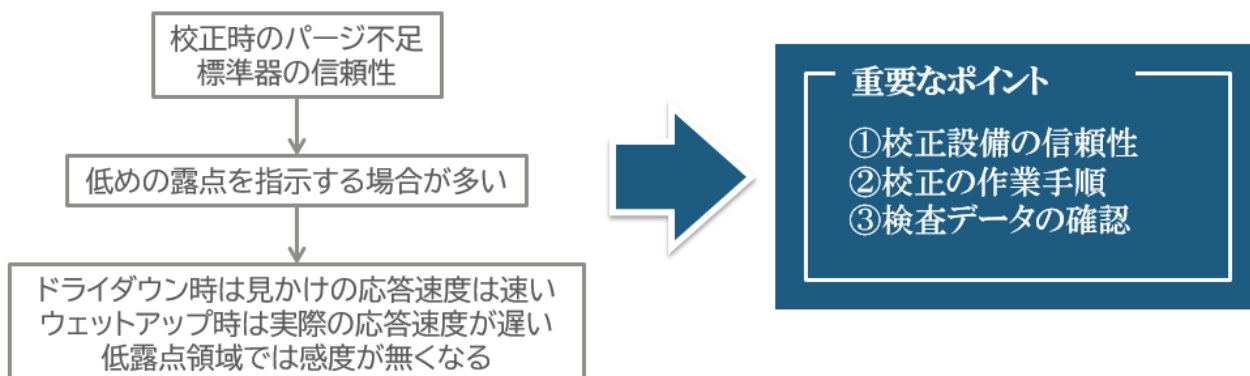 校正時のパージ不足
標準器の信頼性
低めの露点を指示する場合が多い
ドライダウン時は見かけの応答速度は速い
ウェットアップ時は実際の応答速度が遅い
低露点領域では感度が無くなる
重要なポイント
①校正設備の信頼性
②校正の作業手順
③検査データの確認